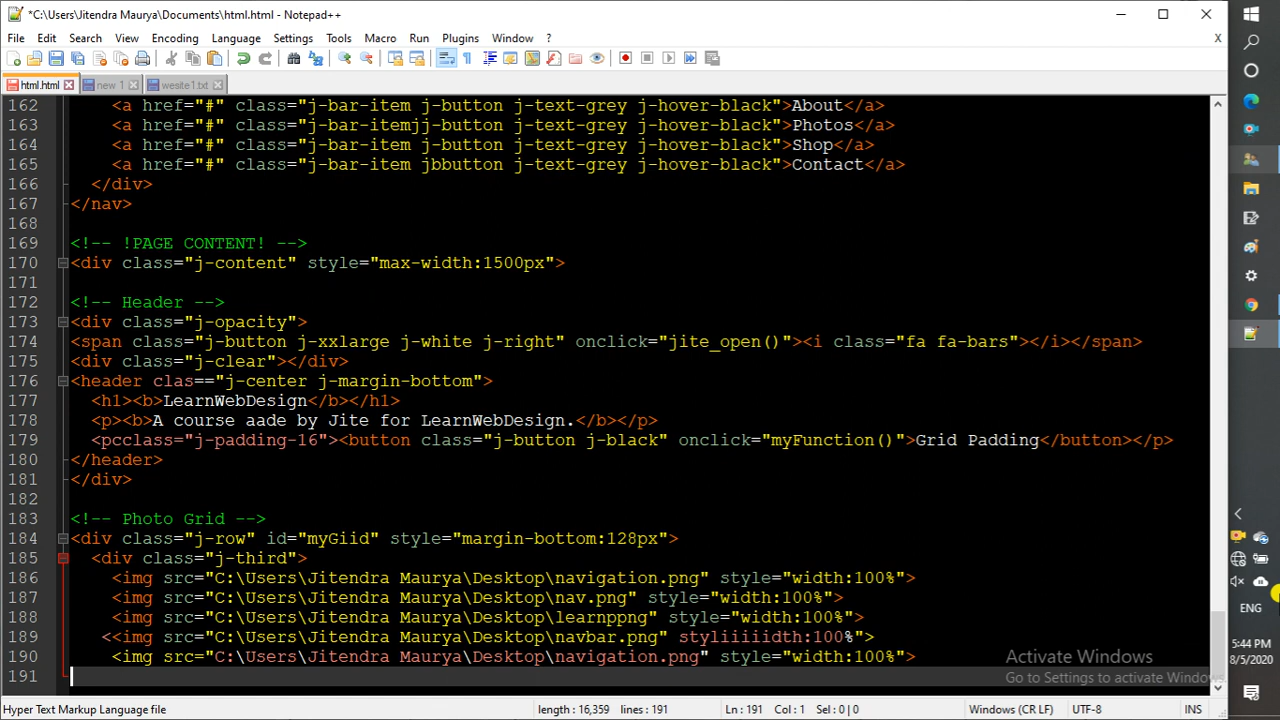 *C:\Users\Jitendra Maurya\Documents\html.html - Notepad++
File Edit Search View Encoding Language Settings Tools Macro Run Plugins Window ? X
html.html new 1 wesite1.txt
162 <a href="#" class="j-bar-item j-button j-text-grey j-hover-black">About</a>
163 <a href="#" class="j-bar-itemjj-button j-text-grey j-hover-black">Photos</a>
164 <a href="#" class="j-bar-item j-button j-text-grey j-hover-black">Shop</a>
165 <a href="#" class="j-bar-item jbbutton j-text-grey j-hover-black">Contact</a>
166 </div>
167 </nav>
168
169 <!-- !PAGE CONTENT! -->
170 <div class="j-content" style="max-width:1500px">
171
172 <!-- Header -->
173 <div class="j-opacity">
174 <span class="j-button j-xxlarge j-white j-right" onclick="jite_open()"><i class="fa fa-bars"></i></span>
175 <div class="j-clear"></div>
176 <header clas=="j-center j-margin-bottom">
177 <h1><b>LearnWebDesign</b></h1>
178 <p><b>A course aade by Jite for LearnWebDesign.</b></p>
179 <pcclass="j-padding-16"><button class="j-button j-black" onclick="myFunction()">Grid Padding</button></p>
180 </header>
181 </div>
182
183 <!-- Photo Grid -->
184 <div class="j-row" id="myGiid" style="margin-bottom:128px">
185 <div class="j-third">
186 <img src="C:\Users\Jitendra Maurya\Desktop\navigation.png" style="width:100%">
187 <img src="C:\Users\Jitendra Maurya\Desktop\nav.png" style="width:100%">
188 <img src="C:\Users\Jitendra Maurya\Desktop\learnppng" style="width:100%">
189 <<img src="C:\Users\Jitendra Maurya\Desktop\navbar.png" styliiiiidth:100%">
190 <img src="C:\Users\Jitendra Maurya\Desktop\navigation.png" style="width:100%">
191
Activate Windows
Go to Settings to activate Windows
ENG
5:44 PM
8/5/2020
Hyper Text Markup Language file length : 16,359 lines : 191 Ln : 191 Col : 1 Sel : 0 | 0 Windows (CR LF) UTF-8 INS